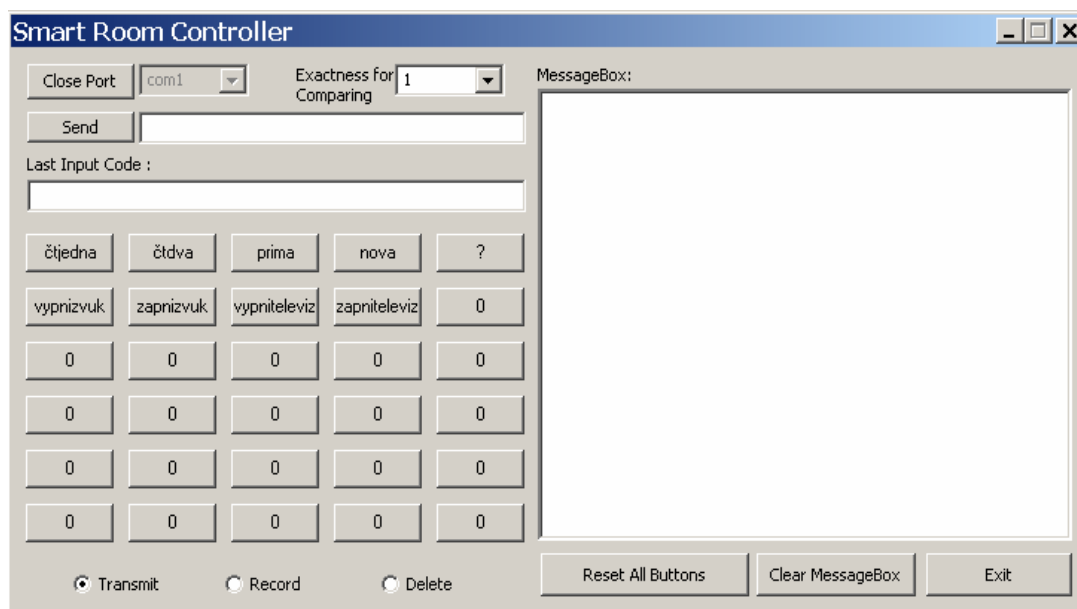 Smart Room Controller
Close Port com1 Exactness for Comparing 1
Send
Last Input Code :
čtjedna čtdva prima nova ?
vypnizvuk zapnizvuk vypniteleviz zapniteleviz 0
0 0 0 0 0
0 0 0 0 0
0 0 0 0 0
0 0 0 0 0
Transmit Record Delete
MessageBox:
Reset All Buttons Clear MessageBox Exit